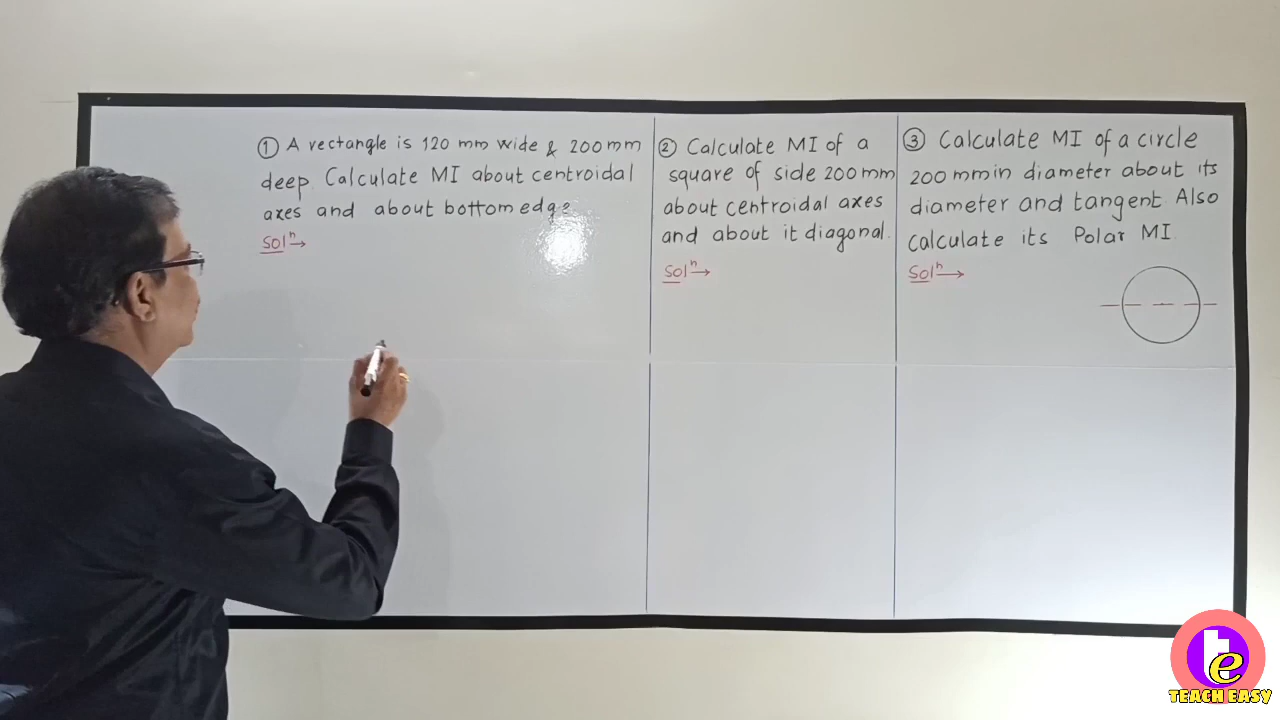 ① A rectangle is 120 mm wide & 200 mm
deep. Calculate MI about centroidal
axes and about bottom edge
Solⁿ→
② Calculate MI of a
square of side 200 mm
about centroidal axes
and about it diagonal.
Solⁿ→
③ Calculate MI of a circle
200 mm in diameter about its
diameter and tangent. Also
Calculate its Polar MI
Solⁿ→
te
TEACH EASY